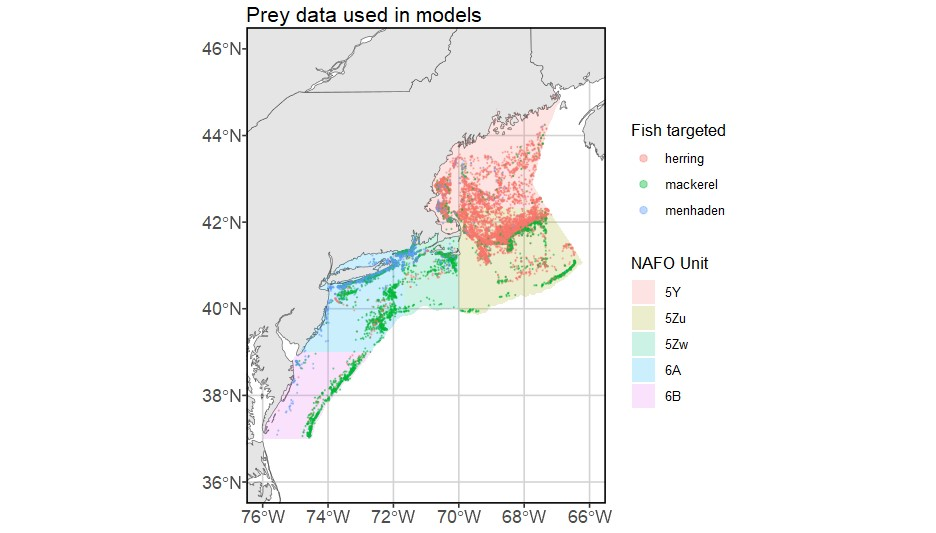 Prey data used in models
46°N
44°N
42°N
40°N
38°N
36°N
76°W 74°W 72°W 70°W 68°W 66°W
Fish targeted
herring
mackerel
menhaden
NAFO Unit
5Y
5Zu
5Zw
6A
6B